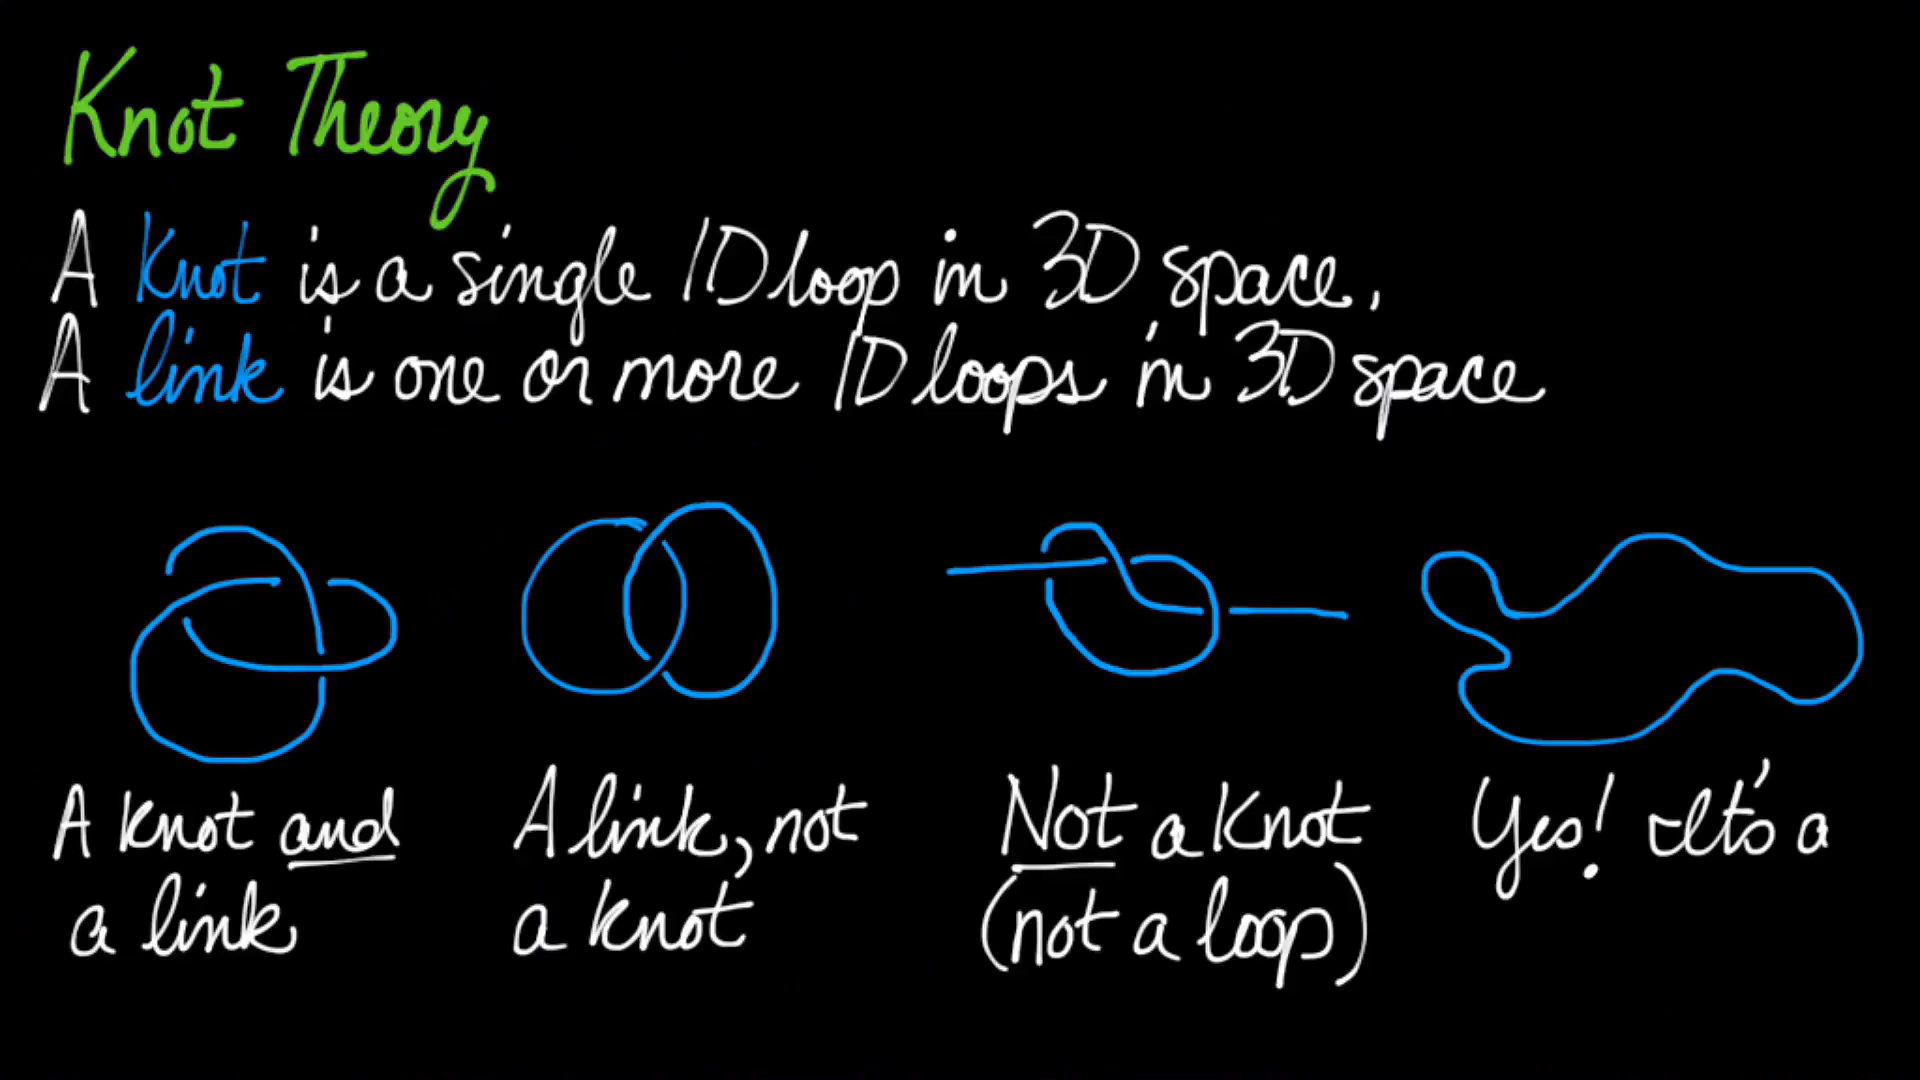 Knot Theory
A Knot is a single 1D loop in 3D space.
A link is one or more 1D loops in 3D space
A knot and
a link
A link, not
a knot
Not a Knot
(not a loop)
Yes! It's a